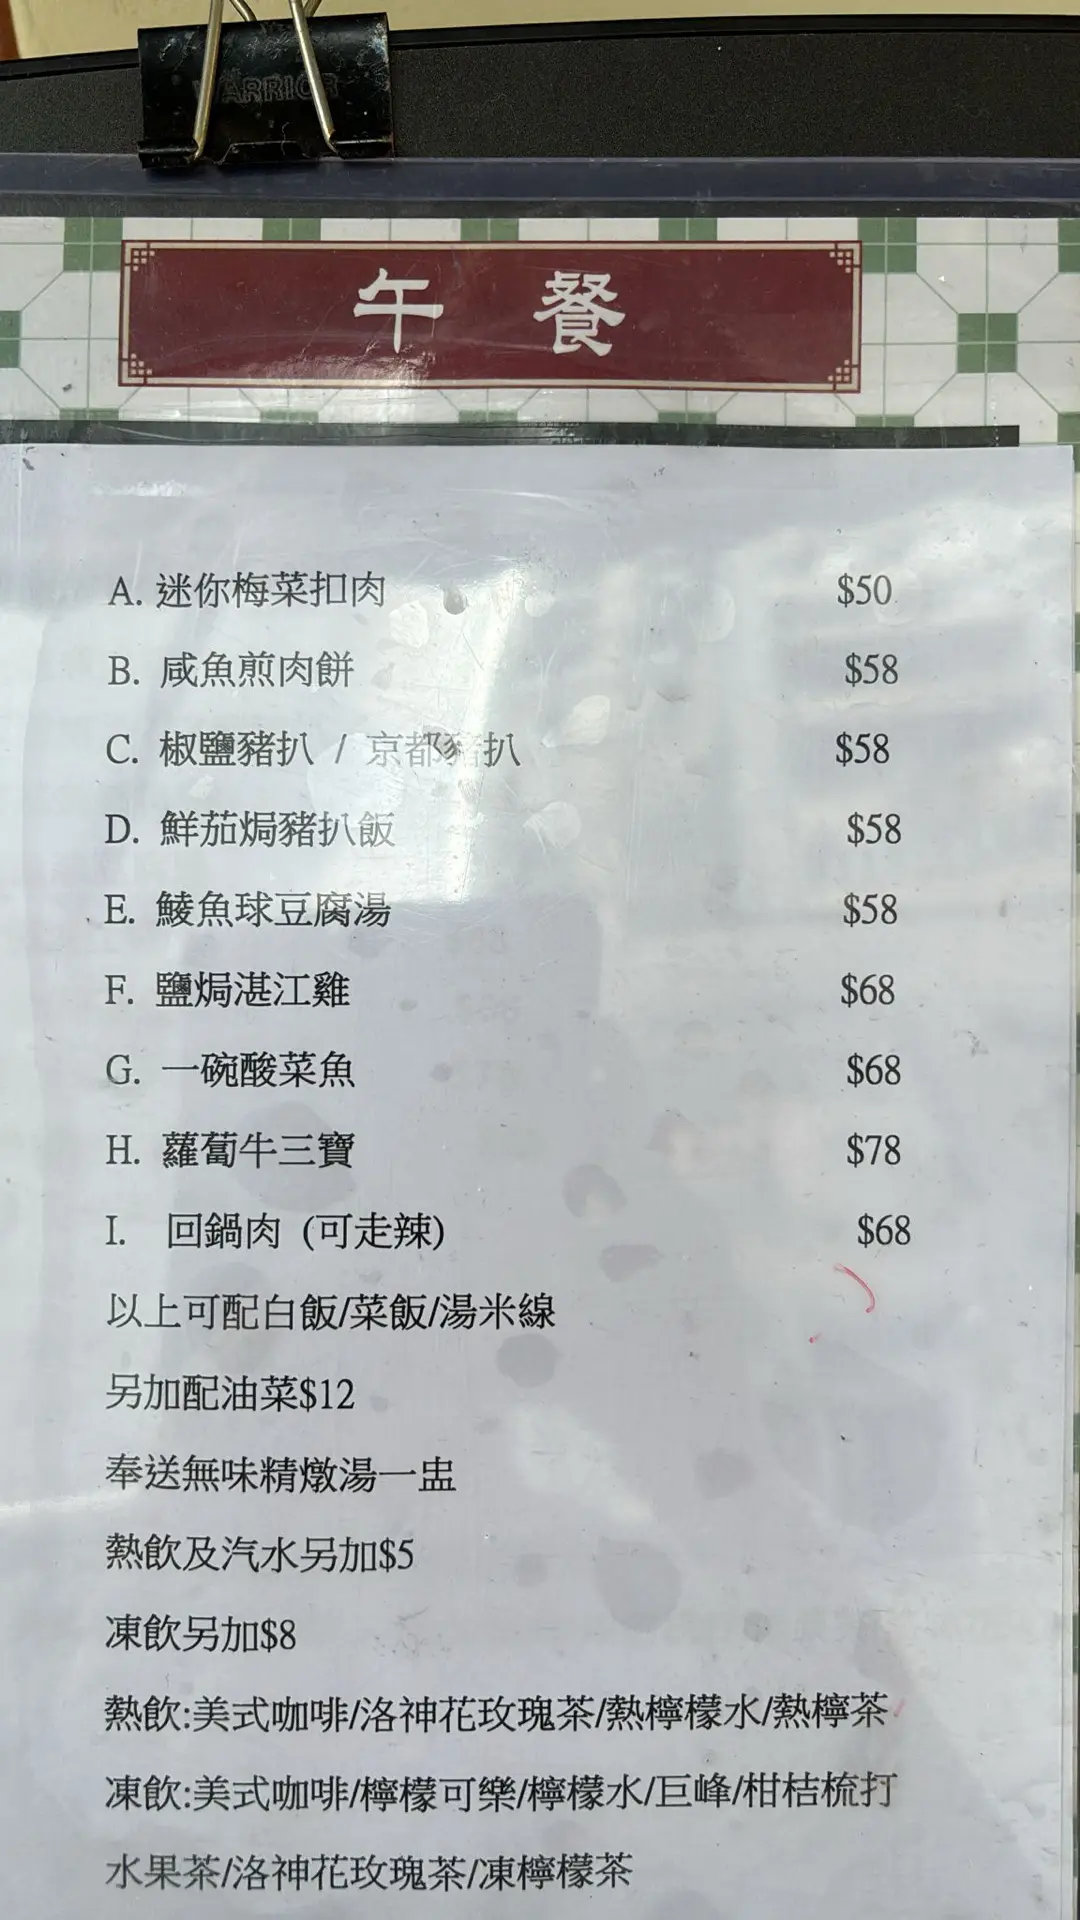 WARRIOR
午 餐
A. 迷你梅菜扣肉 $50
B. 咸魚煎肉餅 $58
C. 椒鹽豬扒 / 京都豬扒 $58
D. 鮮茄焗豬扒飯 $58
E. 鯪魚球豆腐湯 $58
F. 鹽焗湛江雞 $68
G. 一碗酸菜魚 $68
H. 蘿蔔牛三寶 $78
I. 回鍋肉 (可走辣) $68
以上可配白飯/菜飯/湯米線
另加配油菜$12
奉送無味精燉湯一盅
熱飲及汽水另加$5
凍飲另加$8
熱飲:美式咖啡/洛神花玫瑰茶/熱檸檬水/熱檸茶
凍飲:美式咖啡/檸檬可樂/檸檬水/巨峰/柑桔梳打
水果茶/洛神花玫瑰茶/凍檸檬茶